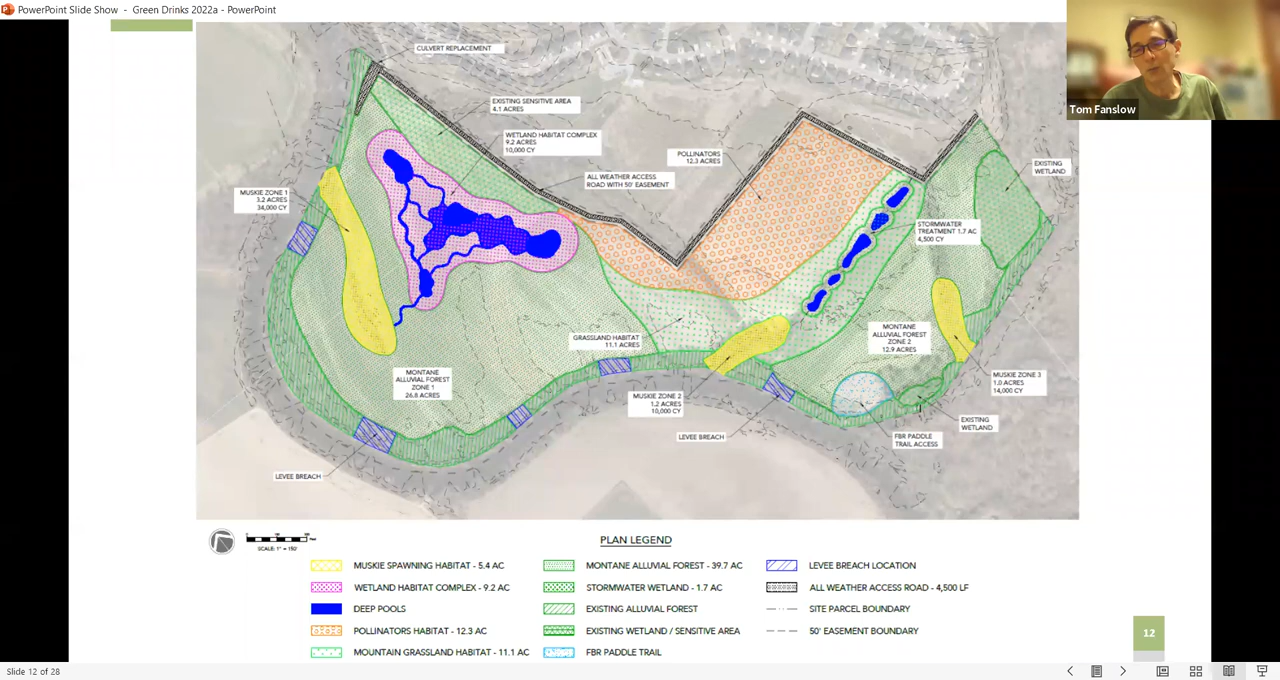 PowerPoint Slide Show - Green Drinks 2022a - PowerPoint
Tom Fanslow
CULVERT REPLACEMENT
EXISTING SENSITIVE AREA
4.1 ACRES
WETLAND HABITAT COMPLEX
9.2 ACRES
10,000 CY
POLLINATORS
12.3 ACRES
EXISTING
WETLAND
ALL WEATHER ACCESS
ROAD WITH 50' EASEMENT
MUSKIE ZONE 1
3.2 ACRES
34,000 CY
STORMWATER
TREATMENT 1.7 AC
4,500 CY
GRASSLAND HABITAT
11.1 ACRES
MONTANE
ALLUVIAL FOREST
ZONE 2
12.9 ACRES
MONTANE
ALLUVIAL FOREST
ZONE 1
26.8 ACRES
MUSKIE ZONE 3
1.0 ACRES
14,000 CY
MUSKIE ZONE 2
1.2 ACRES
10,000 CY
EXISTING
WETLAND
LEVEE BREACH
FBR PADDLE
TRAIL ACCESS
LEVEE BREACH
SCALE: 1" = 150'
PLAN LEGEND
MUSKIE SPAWNING HABITAT - 5.4 AC
WETLAND HABITAT COMPLEX - 9.2 AC
DEEP POOLS
POLLINATORS HABITAT - 12.3 AC
MOUNTAIN GRASSLAND HABITAT - 11.1 AC
MONTANE ALLUVIAL FOREST - 39.7 AC
STORMWATER WETLAND - 1.7 AC
EXISTING ALLUVIAL FOREST
EXISTING WETLAND / SENSITIVE AREA
FBR PADDLE TRAIL
LEVEE BREACH LOCATION
ALL WEATHER ACCESS ROAD - 4,500 LF
SITE PARCEL BOUNDARY
50' EASEMENT BOUNDARY
12
Slide 12 of 28